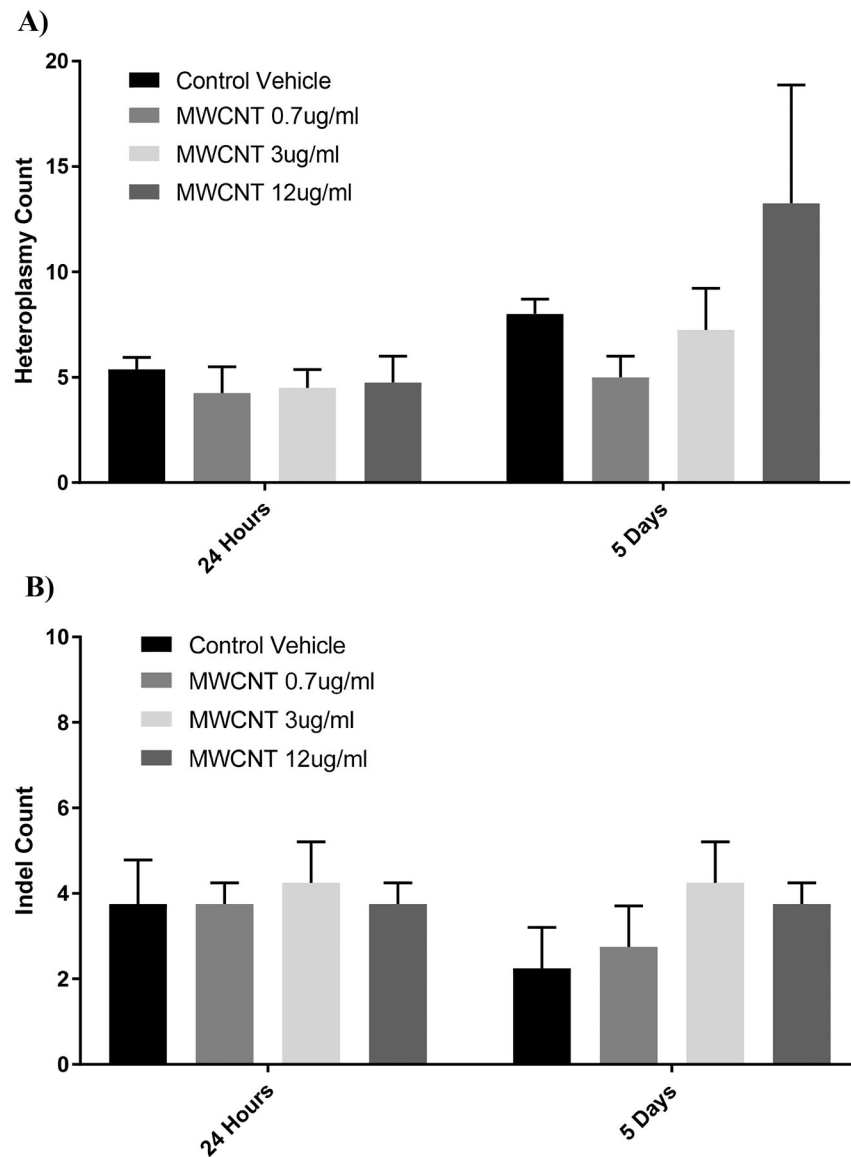 A)
20
15
10
5
0
Heteroplasmy Count
Control Vehicle
MWCNT 0.7ug/ml
MWCNT 3ug/ml
MWCNT 12ug/ml
24 Hours
5 Days
B)
10
8
6
4
2
0
Indel Count
Control Vehicle
MWCNT 0.7ug/ml
MWCNT 3ug/ml
MWCNT 12ug/ml
24 Hours
5 Days